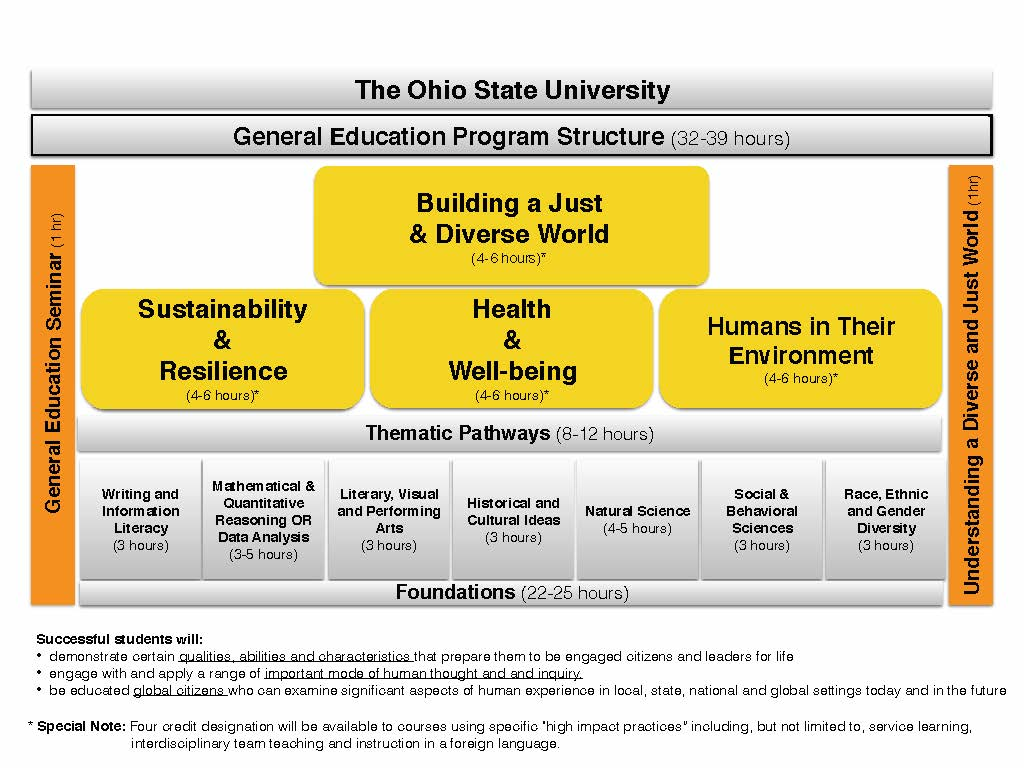 The Ohio State University
General Education Program Structure (32-39 hours)
General Education Seminar (1 hr)
Building a Just
& Diverse World
(4-6 hours)*
Sustainability
&
Resilience
(4-6 hours)*
Health
&
Well-being
(4-6 hours)*
Humans in Their
Environment
(4-6 hours)*
Thematic Pathways (8-12 hours)
Writing and
Information
Literacy
(3 hours)
Mathematical &
Quantitative
Reasoning OR
Data Analysis
(3-5 hours)
Literary, Visual
and Performing
Arts
(3 hours)
Historical and
Cultural Ideas
(3 hours)
Natural Science
(4-5 hours)
Social &
Behavioral
Sciences
(3 hours)
Race, Ethnic
and Gender
Diversity
(3 hours)
Foundations (22-25 hours)
Understanding a Diverse and Just World (1hr)
Successful students will:
• demonstrate certain qualities, abilities and characteristics that prepare them to be engaged citizens and leaders for life
• engage with and apply a range of important mode of human thought and and inquiry.
• be educated global citizens who can examine significant aspects of human experience in local, state, national and global settings today and in the future
* Special Note: Four credit designation will be available to courses using specific "high impact practices" including, but not limited to, service learning,
interdisciplinary team teaching and instruction in a foreign language.